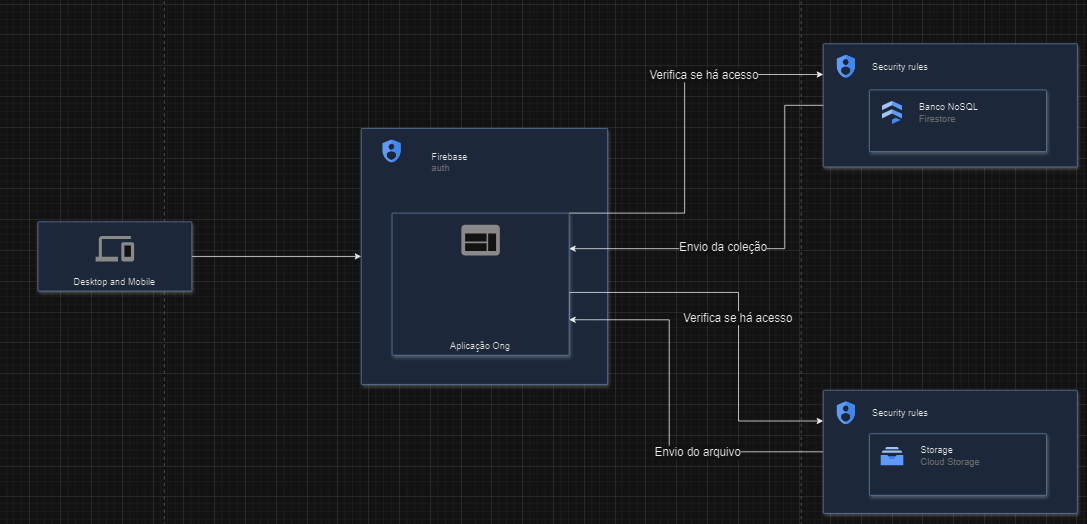 Verifica se há acesso
Security rules
Banco NoSQL
Firestore
Firebase
auth
Envio da coleção
Desktop and Mobile
Verifica se há acesso
Aplicação Ong
Security rules
Envio do arquivo
Storage
Cloud Storage